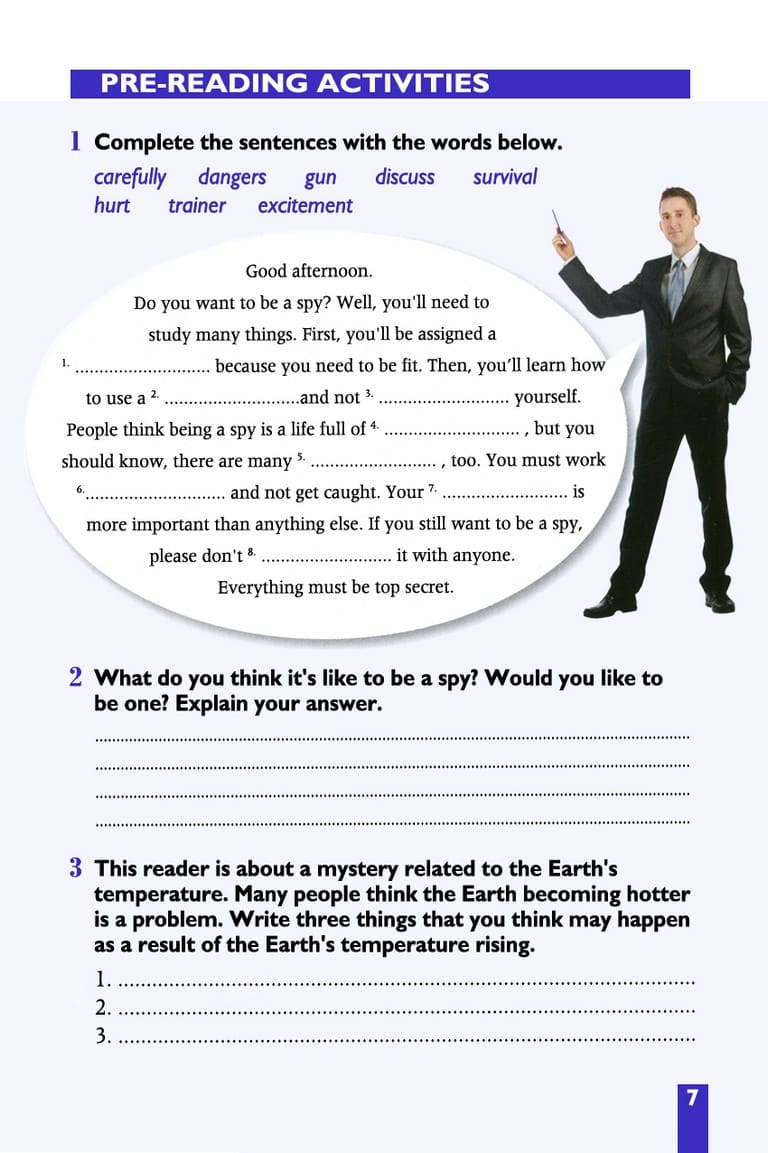 PRE-READING ACTIVITIES
1 Complete the sentences with the words below.
carefully dangers gun discuss survival
hurt trainer excitement
Good afternoon.
Do you want to be a spy? Well, you'll need to
study many things. First, you'll be assigned a
1. ............................ because you need to be fit. Then, you'll learn how
to use a 2. ............................and not 3. ........................... yourself.
People think being a spy is a life full of 4. ............................ , but you
should know, there are many 5. .......................... , too. You must work
6............................. and not get caught. Your 7. .......................... is
more important than anything else. If you still want to be a spy,
please don't 8. ........................... it with anyone.
Everything must be top secret.
2 What do you think it's like to be a spy? Would you like to
be one? Explain your answer.
3 This reader is about a mystery related to the Earth's
temperature. Many people think the Earth becoming hotter
is a problem. Write three things that you think may happen
as a result of the Earth's temperature rising.
1. ....................................................................................................
2. ....................................................................................................
3. ....................................................................................................
7